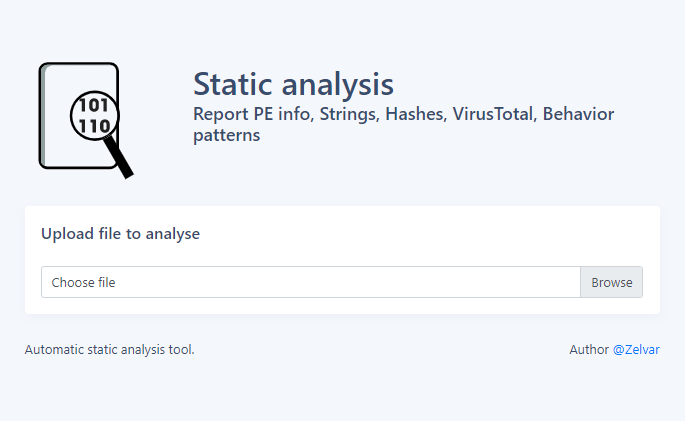 101
110
Static analysis
Report PE info, Strings, Hashes, VirusTotal, Behavior
patterns
Upload file to analyse
Choose file
Browse
Automatic static analysis tool.
Author @Zelvar